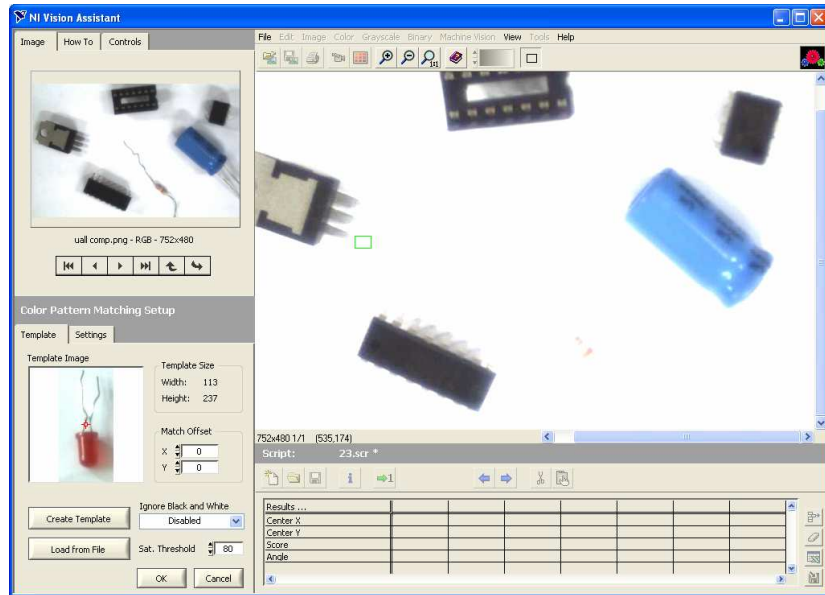 NI Vision Assistant
Image How To Controls
File Edit Image Color Grayscale Binary Machine Vision View Tools Help
1:1
uall comp.png - RGB - 752x480
Color Pattern Matching Setup
Template Settings
Template Image
Template Size
Width: 113
Height: 237
Match Offset
X 0
Y 0
Create Template
Ignore Black and White
Disabled
Load from File
Sat. Threshold 80
OK Cancel
752x480 1/1 (535,174)
Script: 23.scr *
1
Results ...
Center X
Center Y
Score
Angle